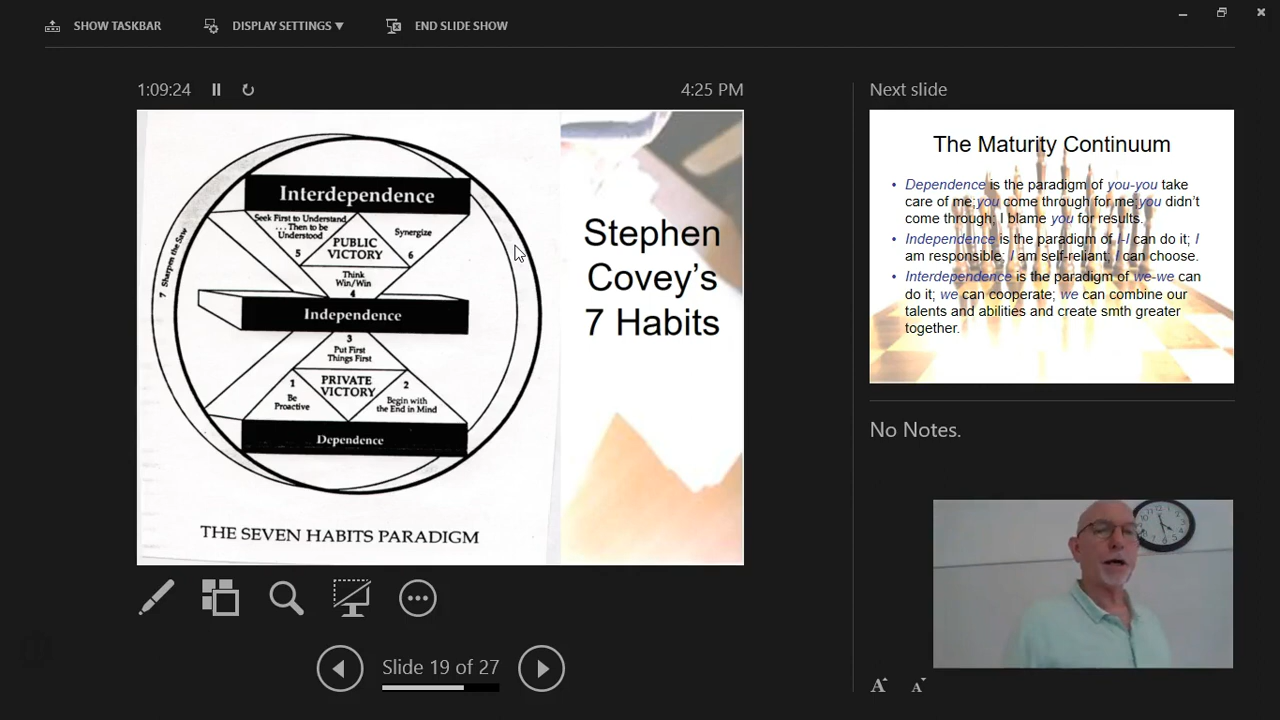 SHOW TASKBAR
DISPLAY SETTINGS ▼
END SLIDE SHOW
1:09:24
4:25 PM
Interdependence
Seek First to Understand
. . . Then to be
Understood
5
PUBLIC
VICTORY
Synergize
6
Think
Win/Win
4
Independence
3
Put First
Things First
1
Be
Proactive
PRIVATE
VICTORY
2
Begin with
the End in Mind
Dependence
7 Sharpen the Saw
THE SEVEN HABITS PARADIGM
Stephen
Covey's
7 Habits
Slide 19 of 27
Next slide
The Maturity Continuum
• Dependence is the paradigm of you-you take
care of me;you come through for me;you didn't
come through; I blame you for results.
• Independence is the paradigm of I-I can do it; I
am responsible; I am self-reliant; I can choose.
• Interdependence is the paradigm of we-we can
do it; we can cooperate; we can combine our
talents and abilities and create smth greater
together.
No Notes.
A A